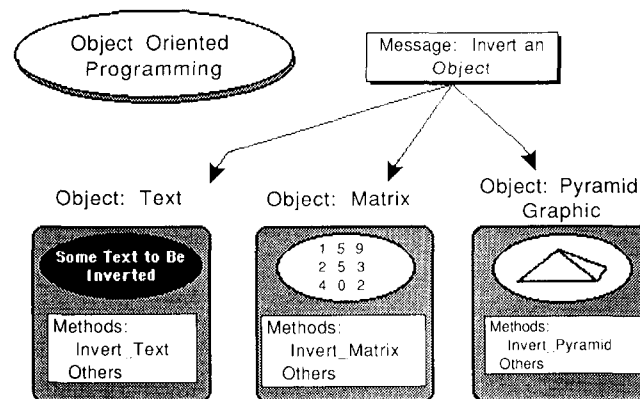 Object Oriented
Programming
Message: Invert an
Object
Object: Text
Object: Matrix
Object: Pyramid
Graphic
Some Text to Be
Inverted
1 5 9
2 5 3
4 0 2
Methods:
Invert_Text
Others
Methods:
Invert_Matrix
Others
Methods:
Invert_Pyramid
Others